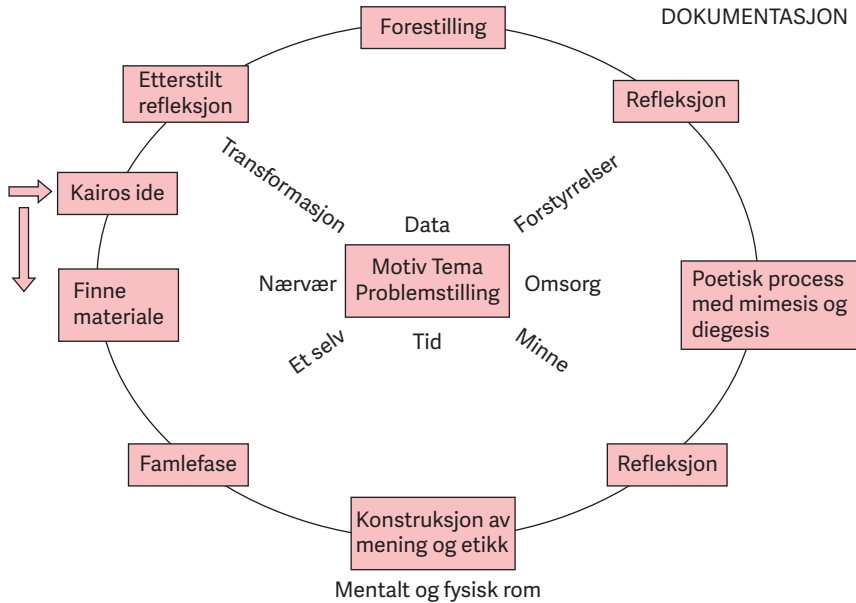 DOKUMENTASJON
Forestilling
Etterstilt
refleksjon
Refleksjon
Transformasjon
Forstyrrelser
Kairos ide
Data
Motiv Tema
Problemstilling
Nærvær
Omsorg
Finne
materiale
Poetisk process
med mimesis og
diegesis
Et selv
Tid
Minne
Famlefase
Refleksjon
Konstruksjon av
mening og etikk
Mentalt og fysisk rom